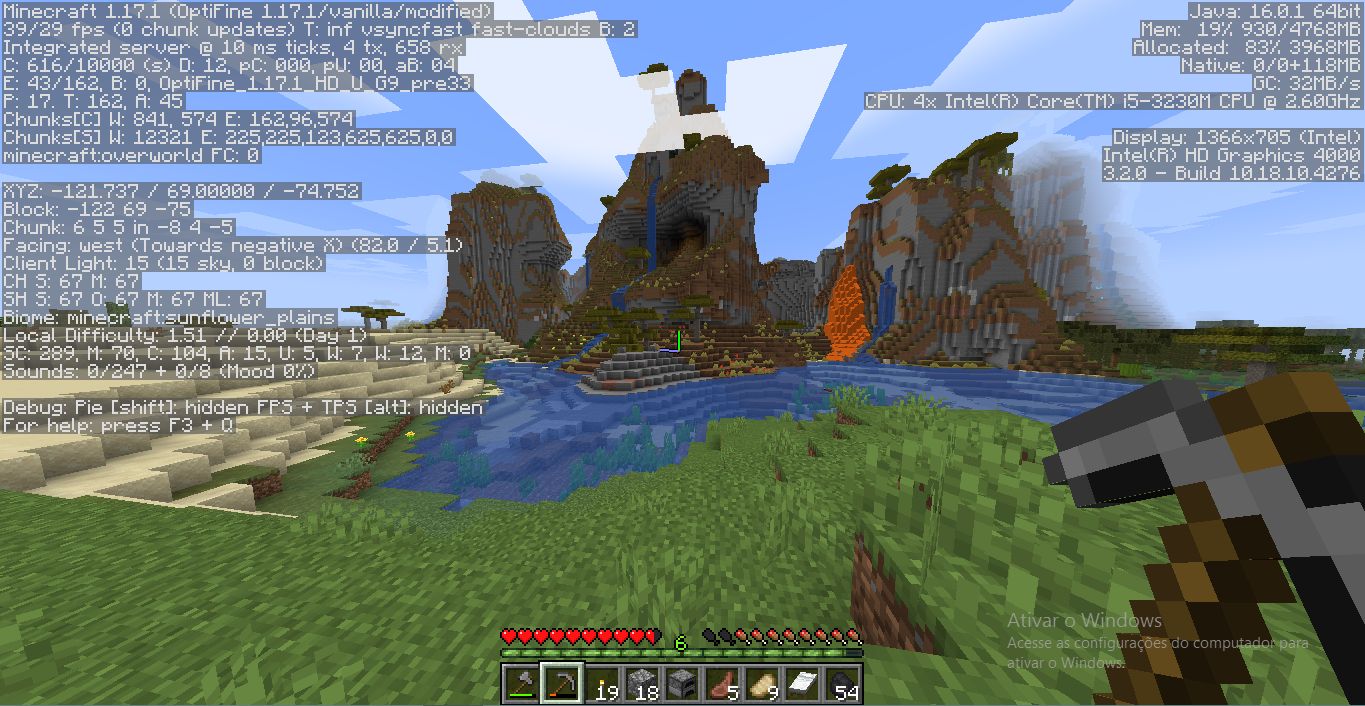 Minecraft 1.17.1 (OptiFine 1.17.1/vanilla/modified)
39/29 fps (0 chunk updates) T: inf vsyncfast fast-clouds B: 2
Integrated server @ 10 ms ticks, 4 tx, 658 rx
C: 616/10000 (s) D: 12, pC: 000, pU: 00, aB: 04
E: 43/162, B: 0, OptiFine_1.17.1_HD_U_G9_pre33
P: 17. T: 162, A: 45
Chunks[C] W: 841, 574 E: 162,96,574
Chunks[S] W: 12321 E: 225,225,123,625,625,0,0
minecraft:overworld FC: 0
XYZ: -121.737 / 69.00000 / -74.752
Block: -122 69 -75
Chunk: 6 5 5 in -8 4 -5
Facing: west (Towards negative X) (82.0 / 5.1)
Client Light: 15 (15 sky, 0 block)
CH S: 67 M: 67
SH S: 67 O: 67 M: 67 ML: 67
Biome: minecraft:sunflower_plains
Local Difficulty: 1.51 // 0.00 (Day 1)
SC: 289, M: 70, C: 104, A: 15, U: 5, W: 7, W: 12, M: 0
Sounds: 0/247 + 0/8 (Mood 0%)
Debug: Pie [shift]: hidden FPS + TPS [alt]: hidden
For help: press F3 + Q
Java: 16.0.1 64bit
Mem: 19% 930/4768MB
Allocated: 83% 3968MB
Native: 0/0+118MB
GC: 32MB/s
CPU: 4x Intel(R) Core(TM) i5-3230M CPU @ 2.60GHz
Display: 1366x705 (Intel)
Intel(R) HD Graphics 4000
3.2.0 - Build 10.18.10.4276
Ativar o Windows
Acesse as configurações do computador para
ativar o Windows.
6
19 18 5 9 54